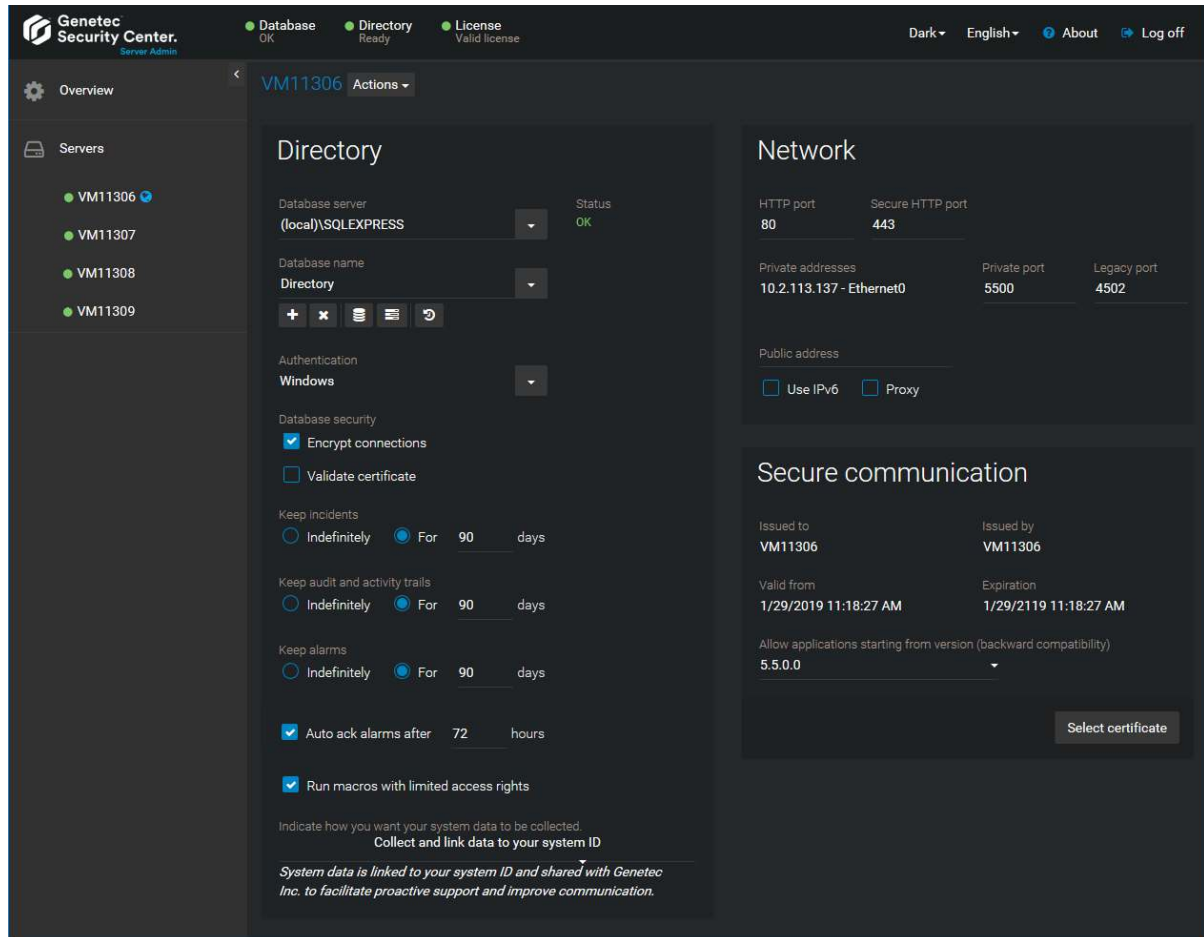 Genetec
Security Center.
Server Admin
Database
OK
Directory
Ready
License
Valid license
Dark
English
About
Log off
Overview
Servers
VM11306
VM11307
VM11308
VM11309
VM11306
Actions
Directory
Database server
(local)\SQLEXPRESS
Status
OK
Database name
Directory
Authentication
Windows
Database security
Encrypt connections
Validate certificate
Keep incidents
Indefinitely For 90 days
Keep audit and activity trails
Indefinitely For 90 days
Keep alarms
Indefinitely For 90 days
Auto ack alarms after 72 hours
Run macros with limited access rights
Indicate how you want your system data to be collected.
Collect and link data to your system ID
System data is linked to your system ID and shared with Genetec
Inc. to facilitate proactive support and improve communication.
Network
HTTP port
80
Secure HTTP port
443
Private addresses
10.2.113.137 - Ethernet0
Private port
5500
Legacy port
4502
Public address
Use IPv6
Proxy
Secure communication
Issued to
VM11306
Issued by
VM11306
Valid from
1/29/2019 11:18:27 AM
Expiration
1/29/2119 11:18:27 AM
Allow applications starting from version (backward compatibility)
5.5.0.0
Select certificate